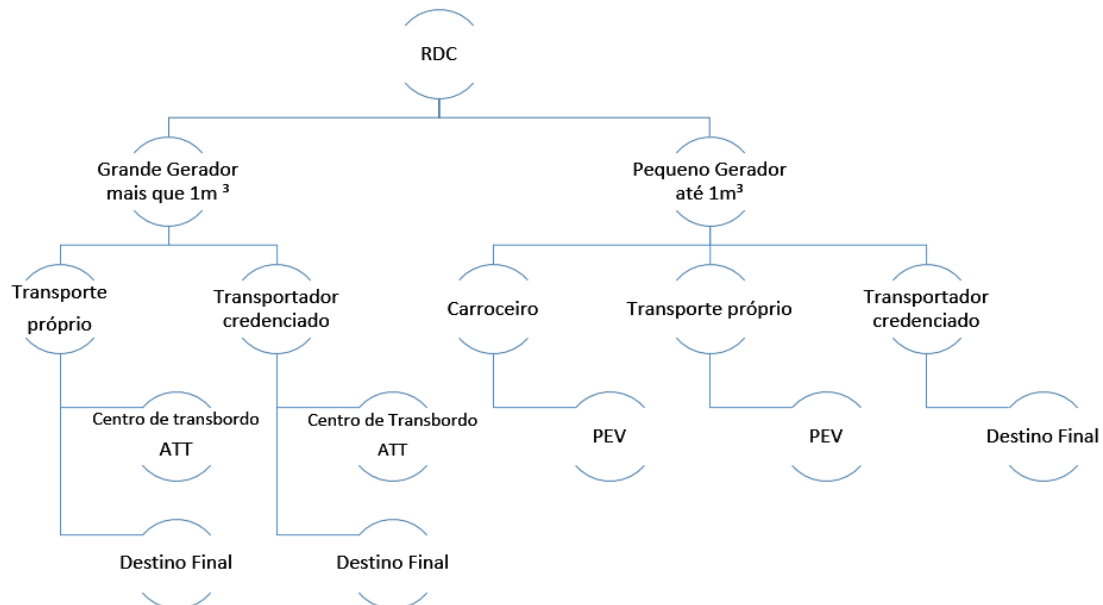 RDC
Grande Gerador
mais que 1m ³
Pequeno Gerador
até 1m³
Transporte
próprio
Transportador
credenciado
Carroceiro
Transporte próprio
Transportador
credenciado
Centro de transbordo
ATT
Centro de Transbordo
ATT
PEV
PEV
Destino Final
Destino Final
Destino Final